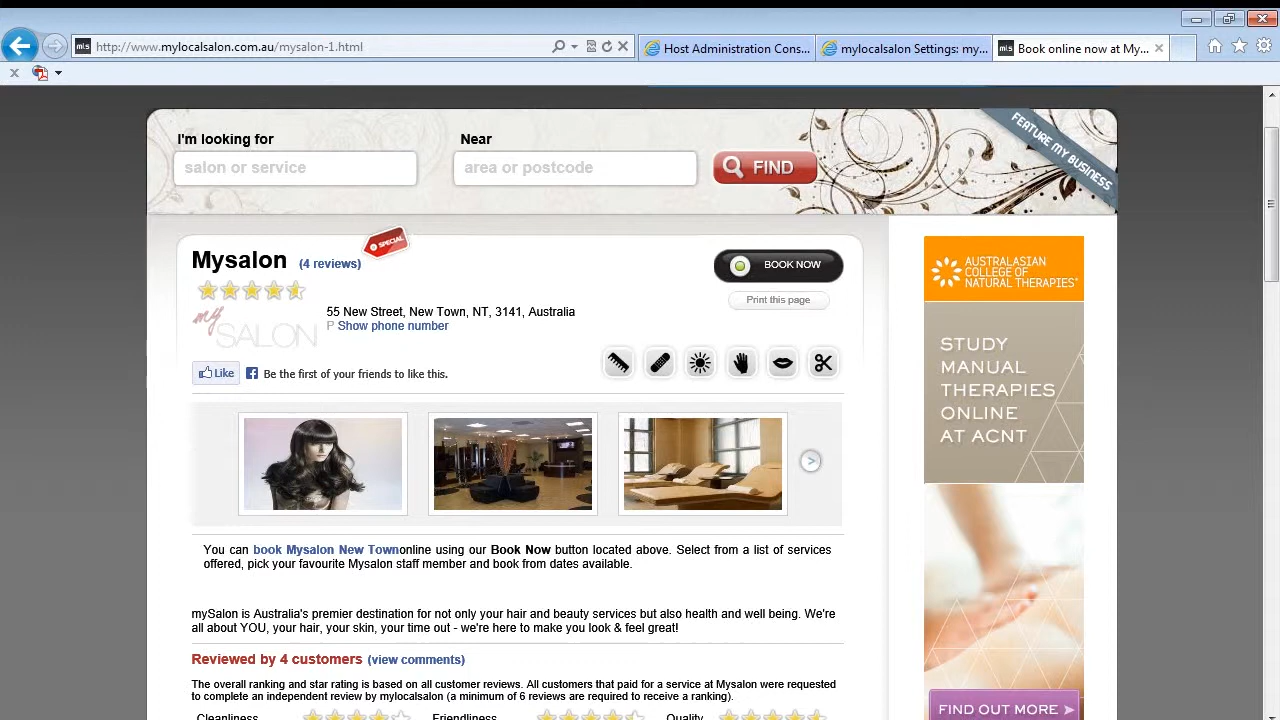 mls http://www.mylocalsalon.com.au/mysalon-1.html
Host Administration Cons...
mylocalsalon Settings: my...
mls Book online now at My...
I'm looking for
Near
salon or service
area or postcode
FIND
FEATURE MY BUSINESS
Mysalon (4 reviews)
SPECIAL
BOOK NOW
Print this page
my SALON
55 New Street, New Town, NT, 3141, Australia
P Show phone number
Like
Be the first of your friends to like this.
You can book Mysalon New Townonline using our Book Now button located above. Select from a list of services
offered, pick your favourite Mysalon staff member and book from dates available.
mySalon is Australia's premier destination for not only your hair and beauty services but also health and well being. We're
all about YOU, your hair, your skin, your time out - we're here to make you look & feel great!
Reviewed by 4 customers (view comments)
The overall ranking and star rating is based on all customer reviews. All customers that paid for a service at Mysalon were requested
to complete an independent review by mylocalsalon (a minimum of 6 reviews are required to receive a ranking).
Cleanliness
Friendliness
Quality
AUSTRALASIAN
COLLEGE OF
NATURAL THERAPIES
STUDY
MANUAL
THERAPIES
ONLINE
AT ACNT
FIND OUT MORE